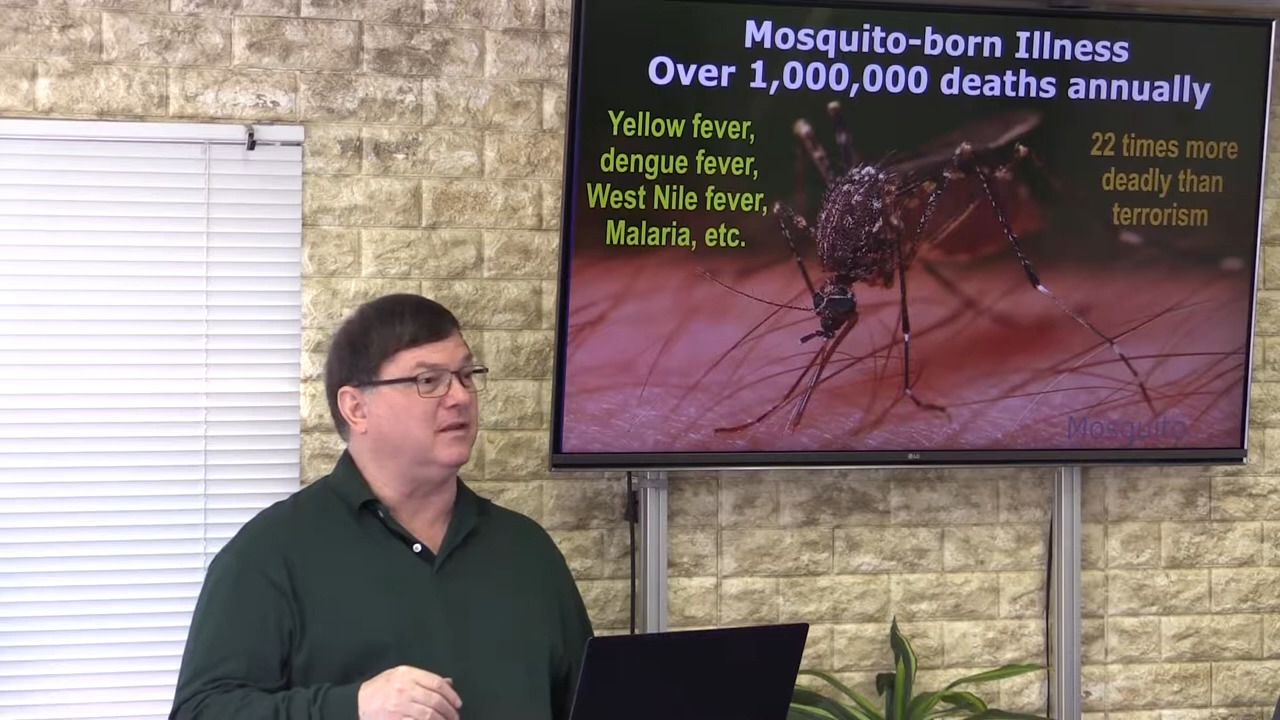 Mosquito-born Illness
Over 1,000,000 deaths annually
Yellow fever,
dengue fever,
West Nile fever,
Malaria, etc.
22 times more
deadly than
terrorism
Mosquito
LG